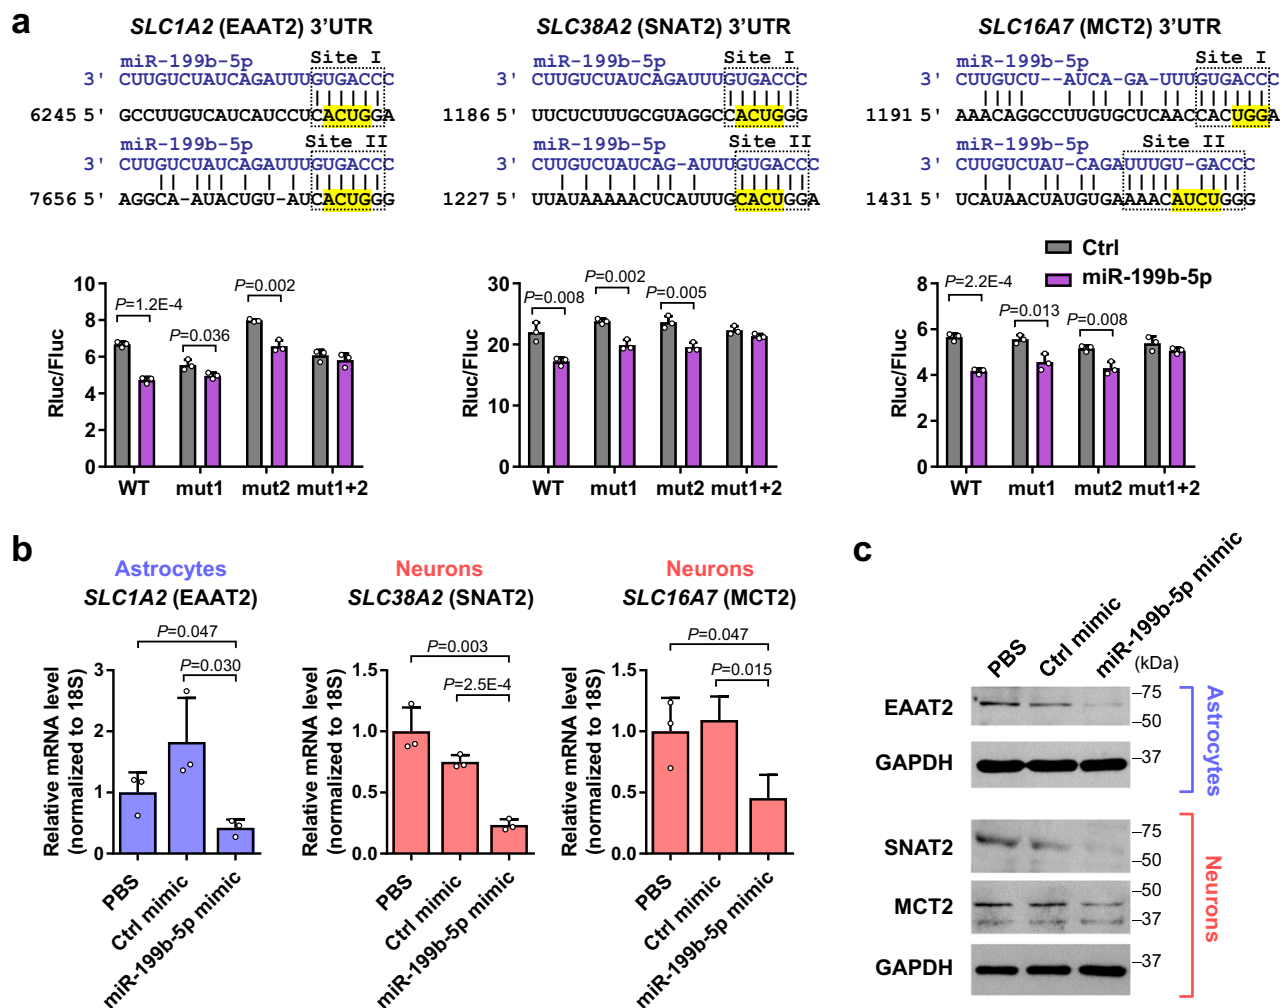 a
SLC1A2 (EAAT2) 3’UTR
miR-199b-5p Site I
3' CUUGUCUAUCAGAUUUGUGACCC
6245 5' GCCUUGUCAUCAUCCUCACUGGA
miR-199b-5p Site II
3' CUUGUCUAUCAGAUUUGUGACCC
7656 5' AGGCA-AUACUGU-AUCACUGGG
SLC38A2 (SNAT2) 3’UTR
miR-199b-5p Site I
3' CUUGUCUAUCAGAUUUGUGACCC
1186 5' UUCUCUUUGCGUAGGCCACUGGG
miR-199b-5p Site II
3' CUUGUCUAUCAG-AUUUGUGACCC
1227 5' UUAUAAAAACUCAUUUGCACUGGA
SLC16A7 (MCT2) 3’UTR
miR-199b-5p Site I
3' CUUGUCU--AUCA-GA-UUUGUGACCC
1191 5' AAACAGGCCUUGUGCUCAACCACUGGA
miR-199b-5p Site II
3' CUUGUCUAU-CAGAUUUGU-GACCC
1431 5' UCAUAACUAUGUGAAAACAUCUGGG
Rluc/Fluc
10
8
6
4
2
0
P=1.2E-4
P=0.036
P=0.002
WT mut1 mut2 mut1+2
Rluc/Fluc
30
20
10
0
P=0.008
P=0.002
P=0.005
WT mut1 mut2 mut1+2
Ctrl
miR-199b-5p
Rluc/Fluc
8
6
4
2
0
P=2.2E-4
P=0.013
P=0.008
WT mut1 mut2 mut1+2
b
Astrocytes
SLC1A2 (EAAT2)
Relative mRNA level
(normalized to 18S)
3
2
1
0
P=0.047
P=0.030
PBS
Ctrl mimic
miR-199b-5p mimic
Neurons
SLC38A2 (SNAT2)
Relative mRNA level
(normalized to 18S)
1.5
1.0
0.5
0.0
P=0.003
P=2.5E-4
PBS
Ctrl mimic
miR-199b-5p mimic
Neurons
SLC16A7 (MCT2)
Relative mRNA level
(normalized to 18S)
1.5
1.0
0.5
0.0
P=0.047
P=0.015
PBS
Ctrl mimic
miR-199b-5p mimic
c
PBS
Ctrl mimic
miR-199b-5p mimic
(kDa)
EAAT2
–75
–50
GAPDH
–37
Astrocytes
SNAT2
–75
–50
MCT2
–50
–37
GAPDH
–37
Neurons